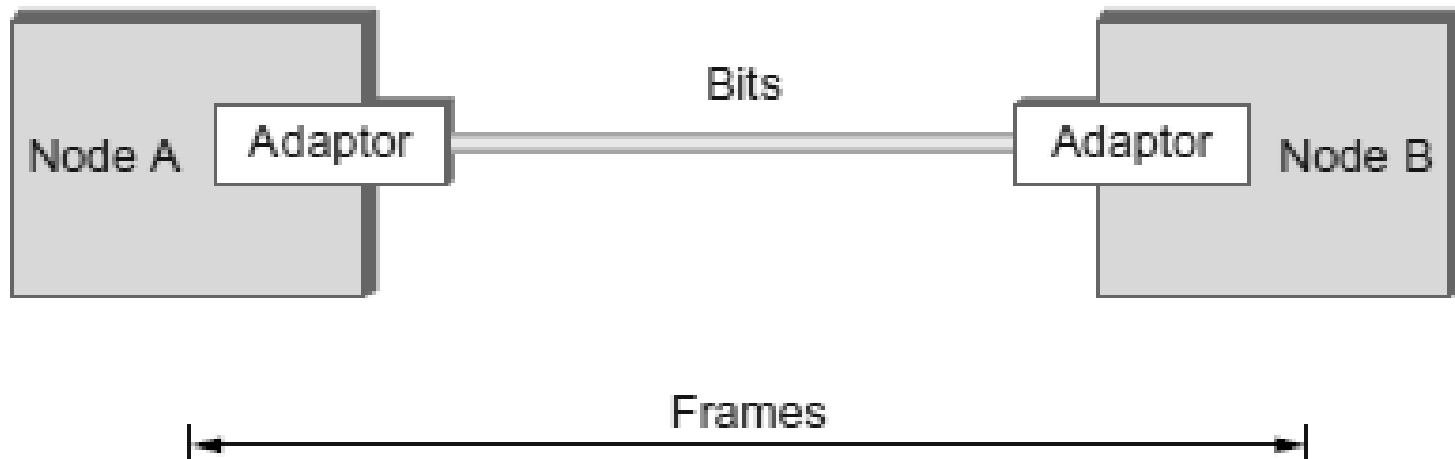 Bits
Node A
Adaptor
Adaptor
Node B
Frames